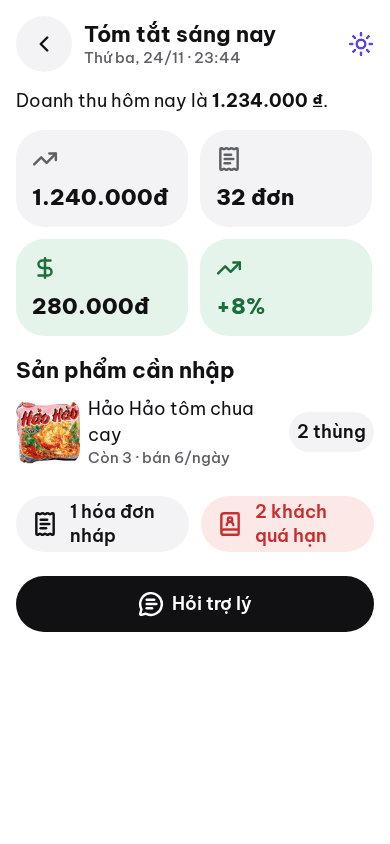 Tóm tắt sáng nay
Thứ ba, 24/11 · 23:44
Doanh thu hôm nay là 1.234.000 ₫.
1.240.000đ
32 đơn
280.000đ
+8%
Sản phẩm cần nhập
Hảo Hảo
Hảo Hảo tôm chua
cay
Còn 3 · bán 6/ngày
2 thùng
1 hóa đơn
nháp
2 khách
quá hạn
Hỏi trợ lý